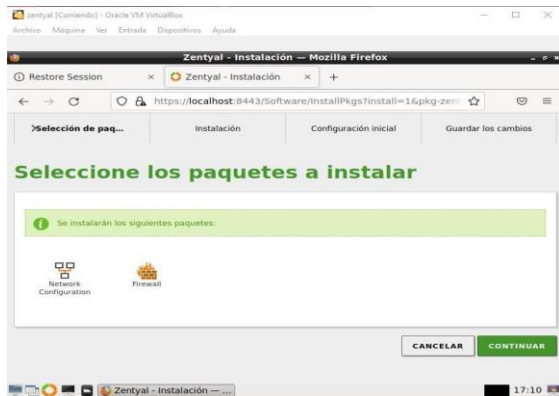 zentyal [Corriendo] - Oracle VM VirtualBox
Archivo Máquina Ver Entrada Dispositivos Ayuda
Zentyal - Instalación — Mozilla Firefox
Restore Session × Zentyal - Instalación × +
https://localhost:8443/Software/InstallPkgs?install=1&pkg-zent
Selección de paq... Instalación Configuración inicial Guardar los cambios
Seleccione los paquetes a instalar
Se instalarán los siguientes paquetes:
Network Firewall
Configuration
CANCELAR CONTINUAR
Zentyal - Instalación — ... 17:10